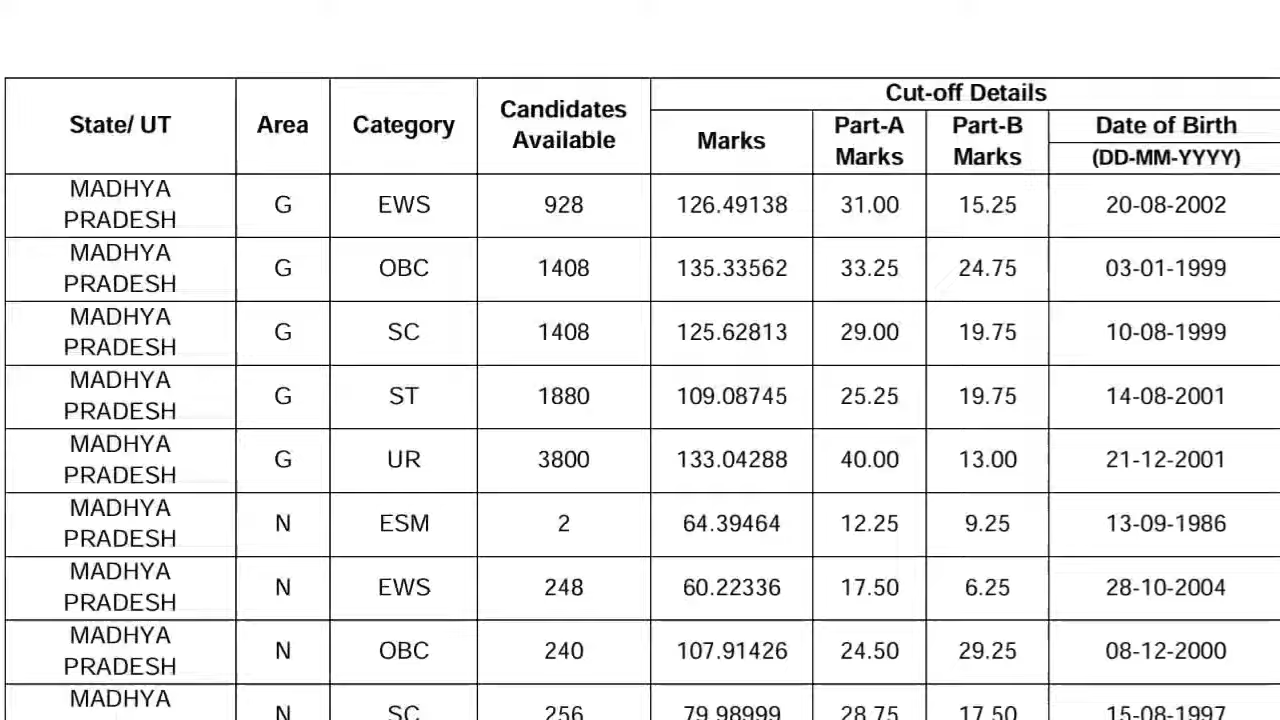 State/ UT Area Category Candidates Available Cut-off Details
Marks Part-A Marks Part-B Marks Date of Birth
(DD-MM-YYYY)
MADHYA PRADESH G EWS 928 126.49138 31.00 15.25 20-08-2002
MADHYA PRADESH G OBC 1408 135.33562 33.25 24.75 03-01-1999
MADHYA PRADESH G SC 1408 125.62813 29.00 19.75 10-08-1999
MADHYA PRADESH G ST 1880 109.08745 25.25 19.75 14-08-2001
MADHYA PRADESH G UR 3800 133.04288 40.00 13.00 21-12-2001
MADHYA PRADESH N ESM 2 64.39464 12.25 9.25 13-09-1986
MADHYA PRADESH N EWS 248 60.22336 17.50 6.25 28-10-2004
MADHYA PRADESH N OBC 240 107.91426 24.50 29.25 08-12-2000
MADHYA N SC 256 79.98999 28.75 17.50 15-08-1997